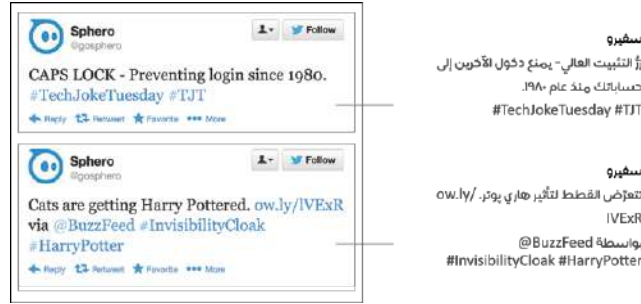 Sphero
@gosphero
Follow
CAPS LOCK - Preventing login since 1980.
#TechJokeTuesday #TJT
Reply Retweet Favorite More
Sphero
@gosphero
Follow
Cats are getting Harry Pottered. ow.ly/lVExR
via @BuzzFeed #InvisibilityCloak
#HarryPotter
Reply Retweet Favorite More
سفيرو
زرُّ التثبيت العالي- يمنع دخول الآخرين إلى
حساباتك منذ عام ١٩٨٠.
#TechJokeTuesday #TJT
سفيرو
تتعرّض القطط لتأثير هاري بوتر. ow.ly/
lVExR
بواسطة @BuzzFeed
#InvisibilityCloak #HarryPotter